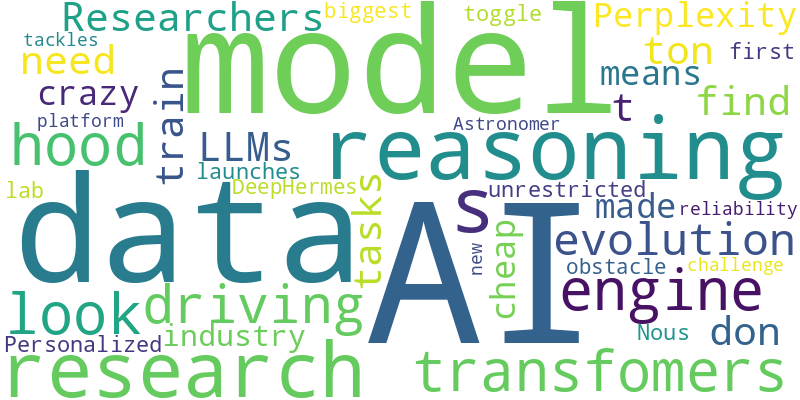 Researchers
biggest
toggle
Perplexity
tackles
need
model
ton
first
crazy
train
means
t
find
platform
hood
LLMs
Astronomer
reasoning
launches
lab
DeepHermes
tasks
s
unrestricted
data
AI
made
reliability
new
cheap
evolution
obstacle
challenge
look
driving
engine
Personalized
industry
Nous
don
research
transfomers